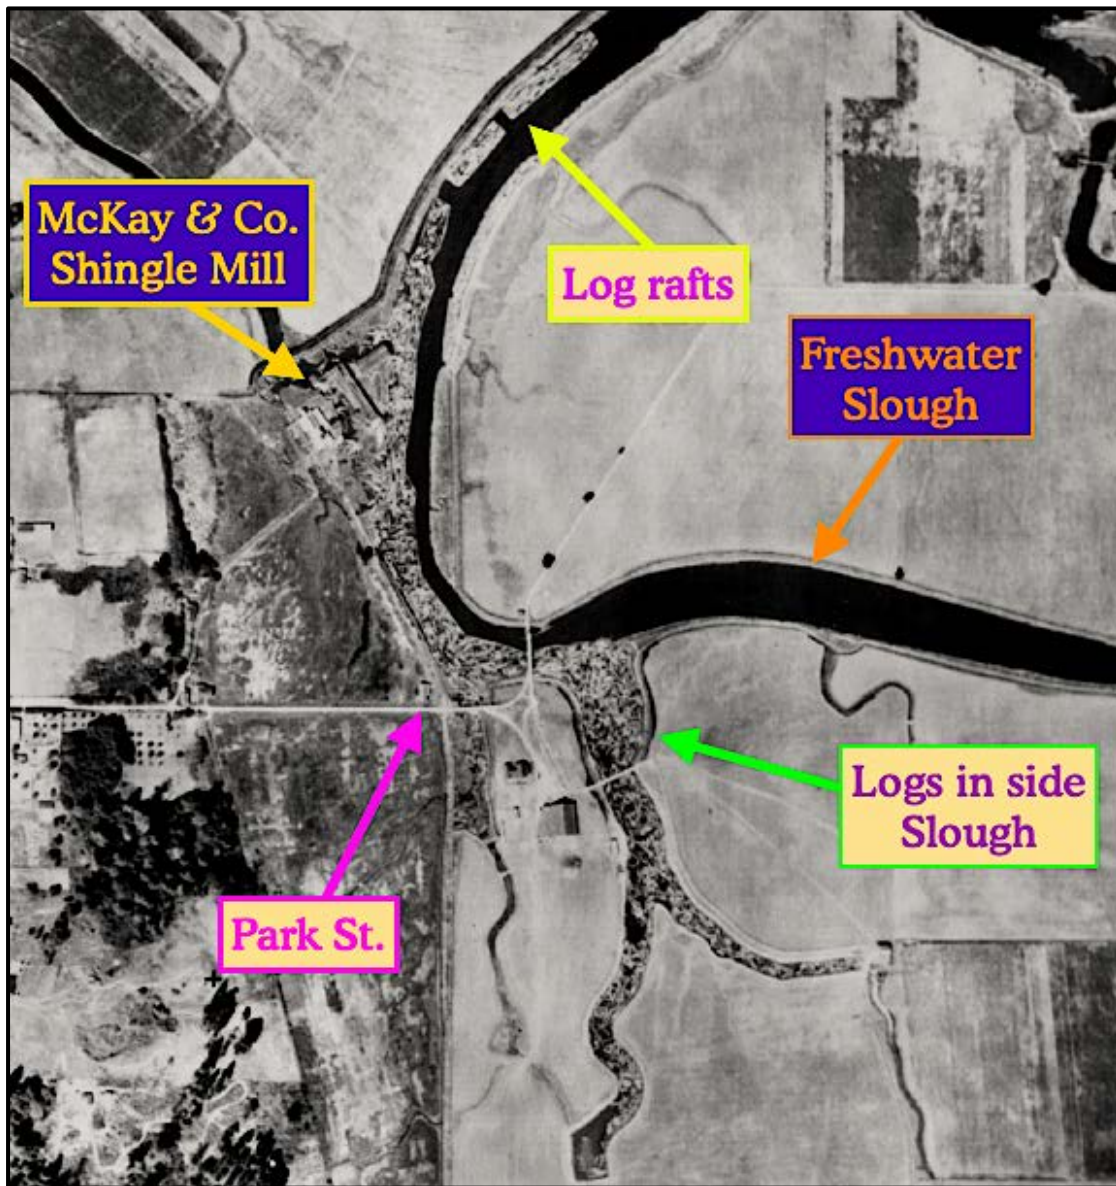 McKay & Co.
Shingle Mill
Log rafts
Freshwater
Slough
Logs in side
Slough
Park St.